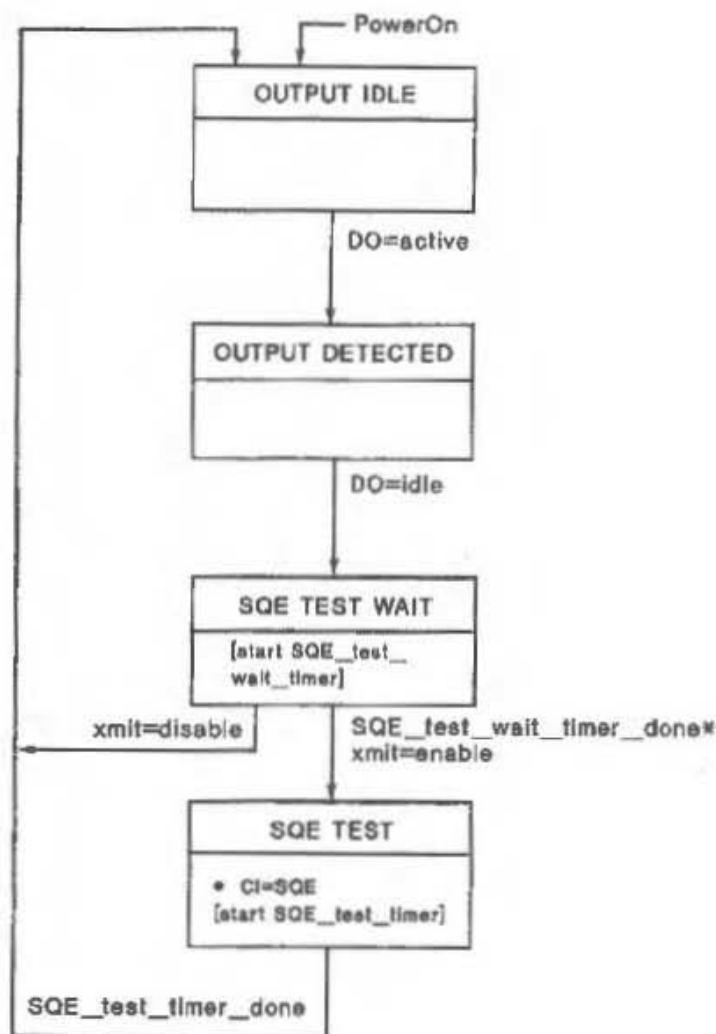 PowerOn
OUTPUT IDLE
DO=active
OUTPUT DETECTED
DO=idle
SQE TEST WAIT
[start SQE_test_
wait_timer]
xmit=disable
SQE_test_wait_timer_done*
xmit=enable
SQE TEST
• CI=SQE
[start SQE_test_timer]
SQE_test_timer_done